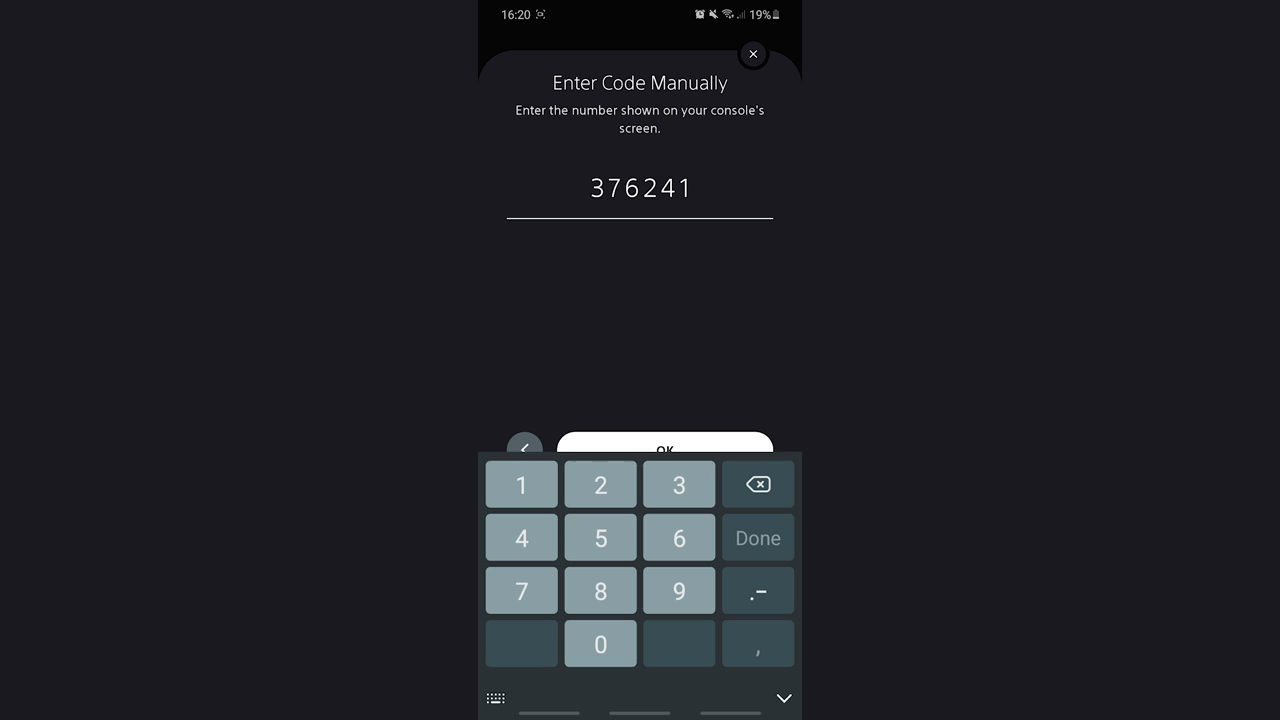 16:20 19%
Enter Code Manually
Enter the number shown on your console's
screen.
376241
OK
1 2 3
4 5 6 Done
7 8 9 .-
0 ,